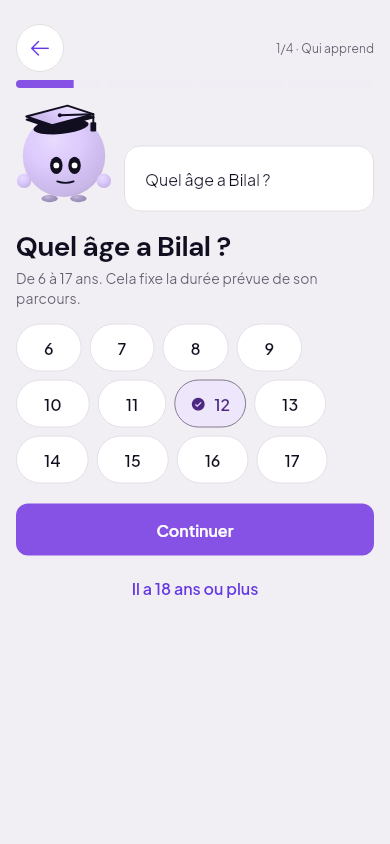 1/4 · Qui apprend
Quel âge a Bilal ?
Quel âge a Bilal ?
De 6 à 17 ans. Cela fixe la durée prévue de son
parcours.
6 7 8 9
10 11 12 13
14 15 16 17
Continuer
Il a 18 ans ou plus